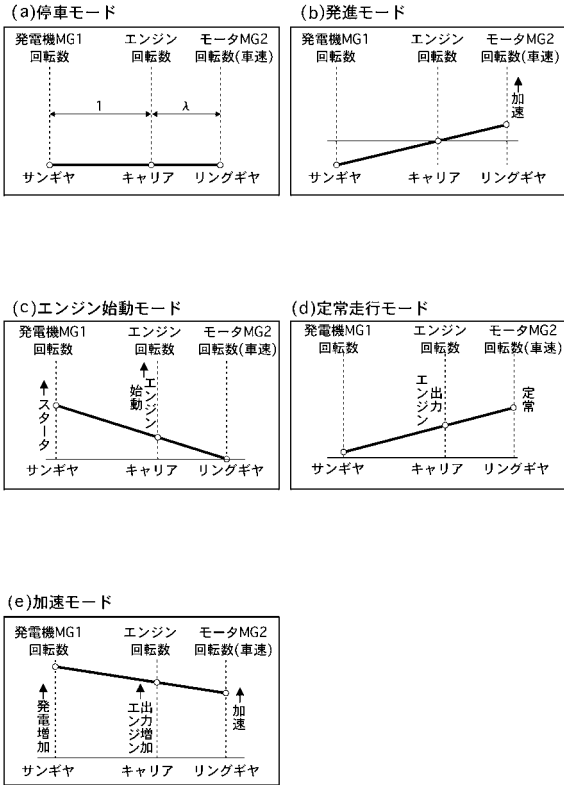 (a)停車モード
発電機MG1 エンジン モータMG2
回転数 回転数 回転数(車速)
1 λ
サンギヤ キャリア リングギヤ
(b)発進モード
発電機MG1 エンジン モータMG2
回転数 回転数 回転数(車速)
加速
サンギヤ キャリア リングギヤ
(c)エンジン始動モード
発電機MG1 エンジン モータMG2
回転数 回転数 回転数(車速)
スタータ
エンジン
始動
サンギヤ キャリア リングギヤ
(d)定常走行モード
発電機MG1 エンジン モータMG2
回転数 回転数 回転数(車速)
出力
エンジン
定常
サンギヤ キャリア リングギヤ
(e)加速モード
発電機MG1 エンジン モータMG2
回転数 回転数 回転数(車速)
発電増加
出力増加
エンジン
加速
サンギヤ キャリア リングギヤ